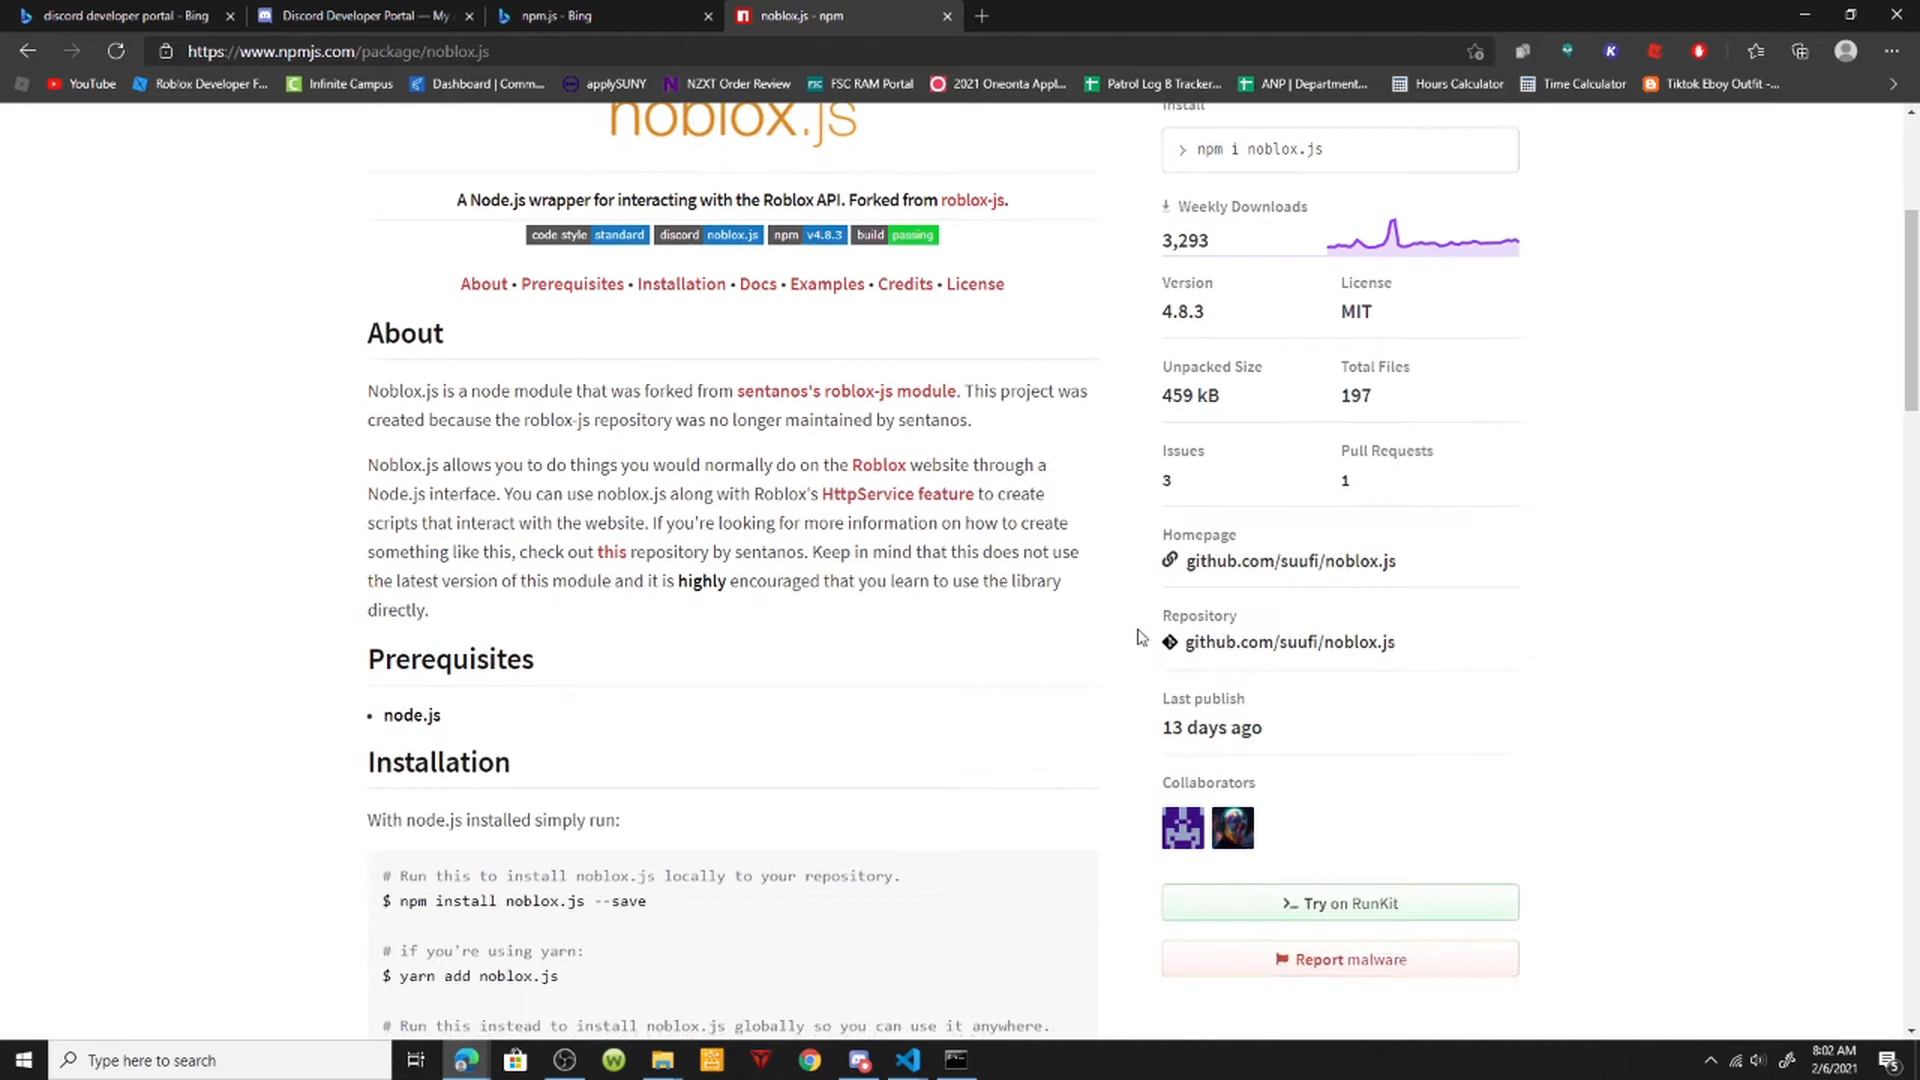 discord developer portal - Bing
Discord Developer Portal — My
npm.js - Bing
noblox.js - npm
https://www.npmjs.com/package/noblox.js
YouTube
Roblox Developer F...
Infinite Campus
Dashboard | Comm...
applySUNY
NZXT Order Review
FSC RAM Portal
2021 Oneonta Appl...
Patrol Log B Tracker...
ANP | Department...
Hours Calculator
Time Calculator
Tiktok Eboy Outfit -...
noblox.js
A Node.js wrapper for interacting with the Roblox API. Forked from roblox-js.
code style standard discord noblox.js npm v4.8.3 build passing
About • Prerequisites • Installation • Docs • Examples • Credits • License
About
Noblox.js is a node module that was forked from sentanos's roblox-js module. This project was
created because the roblox-js repository was no longer maintained by sentanos.
Noblox.js allows you to do things you would normally do on the Roblox website through a
Node.js interface. You can use noblox.js along with Roblox's HttpService feature to create
scripts that interact with the website. If you're looking for more information on how to create
something like this, check out this repository by sentanos. Keep in mind that this does not use
the latest version of this module and it is highly encouraged that you learn to use the library
directly.
Prerequisites
• node.js
Installation
With node.js installed simply run:
# Run this to install noblox.js locally to your repository.
$ npm install noblox.js --save
# if you're using yarn:
$ yarn add noblox.js
# Run this instead to install noblox.js globally so you can use it anywhere.
Install
> npm i noblox.js
Weekly Downloads
3,293
Version
License
4.8.3
MIT
Unpacked Size
Total Files
459 kB
197
Issues
Pull Requests
3
1
Homepage
github.com/suufi/noblox.js
Repository
github.com/suufi/noblox.js
Last publish
13 days ago
Collaborators
Try on RunKit
Report malware
Type here to search
8:02 AM
2/6/2021
5